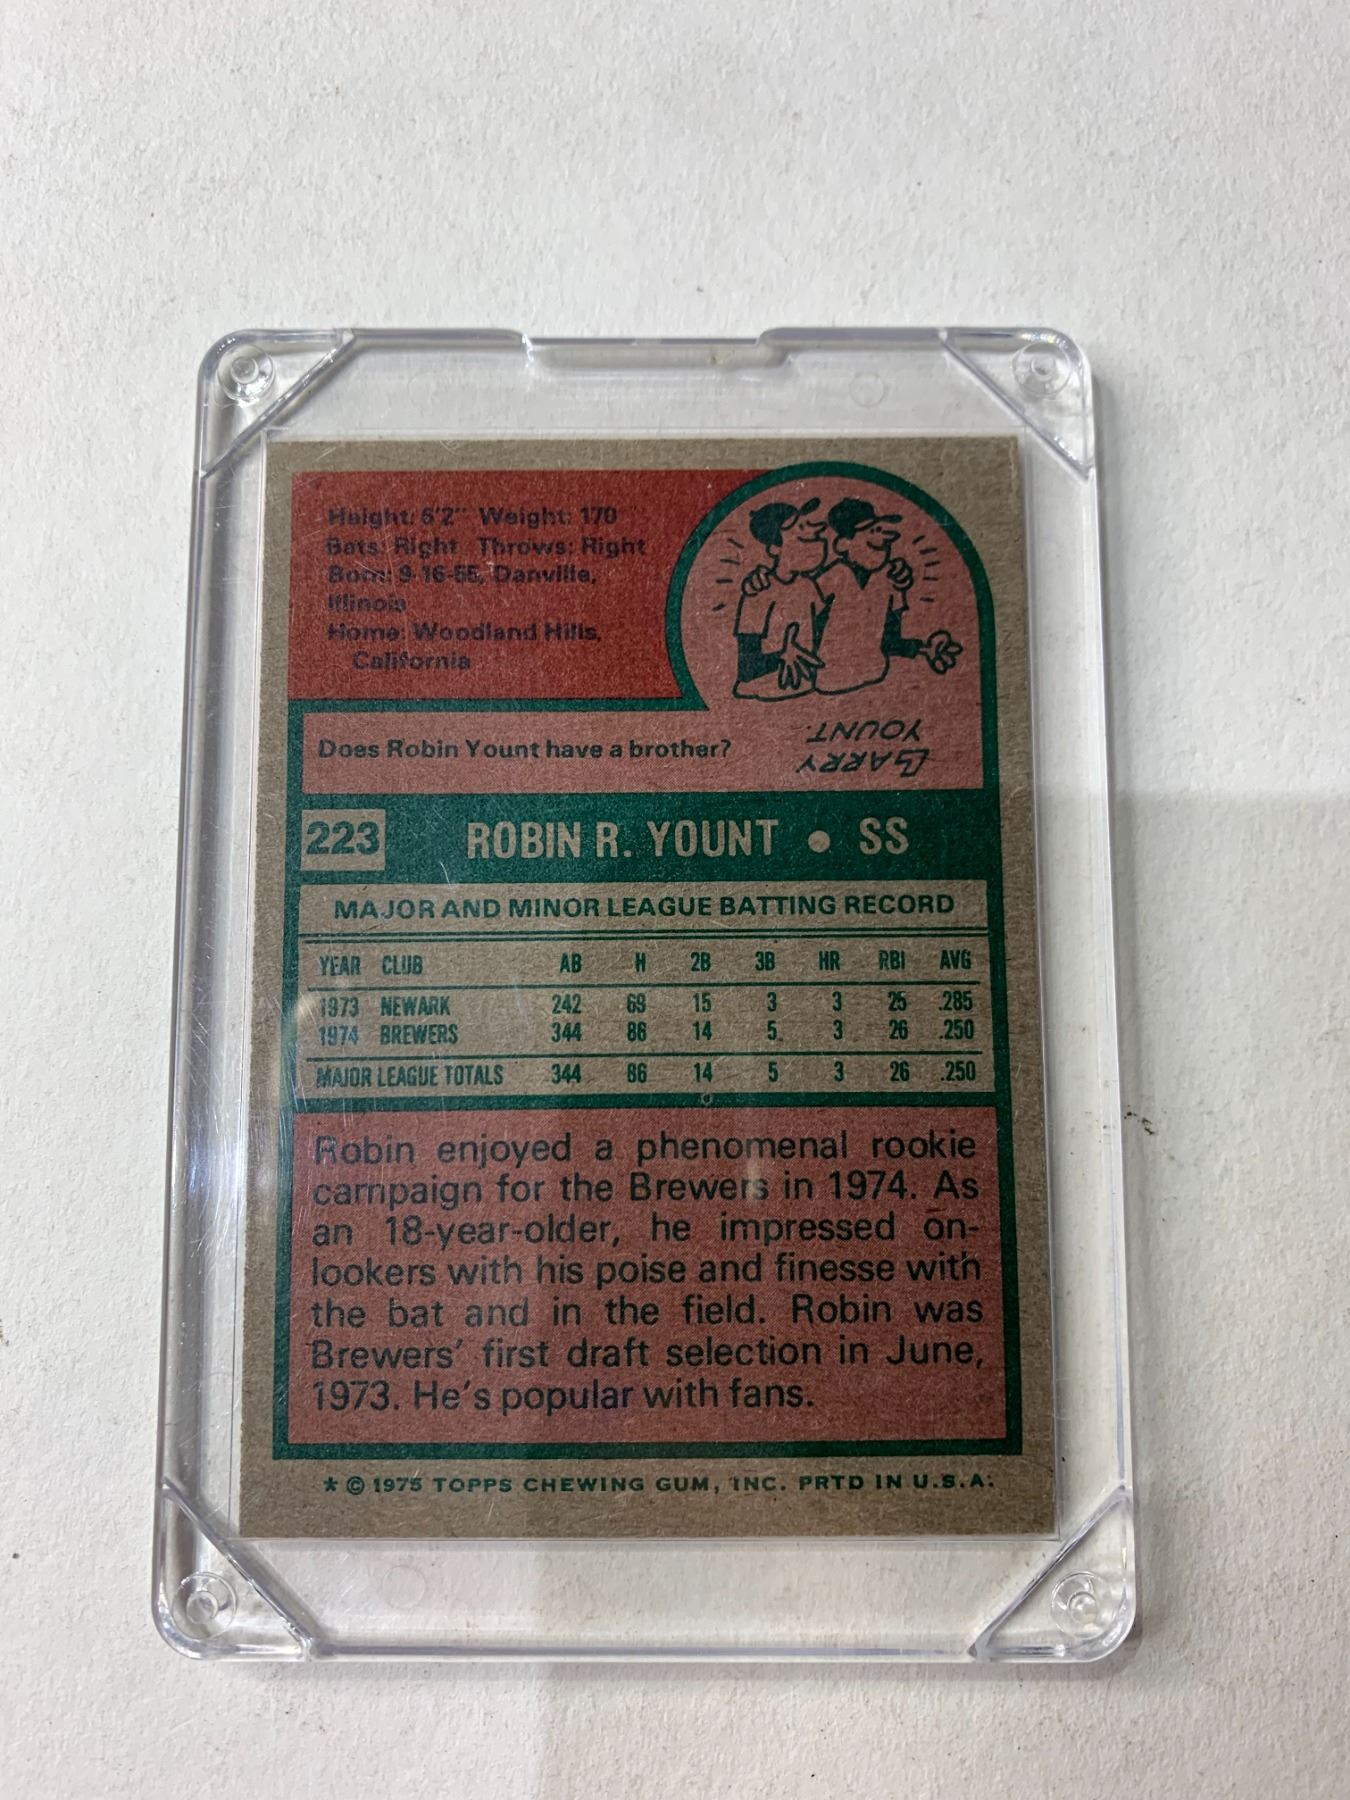 Height: 6'2" Weight: 170
Bats: Right Throws: Right
Born: 9-16-55, Danville,
Illinois
Home: Woodland Hills,
California
Does Robin Yount have a brother?
LARRY
YOUNT.
223 ROBIN R. YOUNT • SS
MAJOR AND MINOR LEAGUE BATTING RECORD
YEAR CLUB AB H 2B 3B HR RBI AVG
1973 NEWARK 242 69 15 3 3 25 .285
1974 BREWERS 344 86 14 5 3 26 .250
MAJOR LEAGUE TOTALS 344 86 14 5 3 26 .250
Robin enjoyed a phenomenal rookie
campaign for the Brewers in 1974. As
an 18-year-older, he impressed on-
lookers with his poise and finesse with
the bat and in the field. Robin was
Brewers' first draft selection in June,
1973. He's popular with fans.
* © 1975 TOPPS CHEWING GUM, INC. PRTD IN U.S.A.